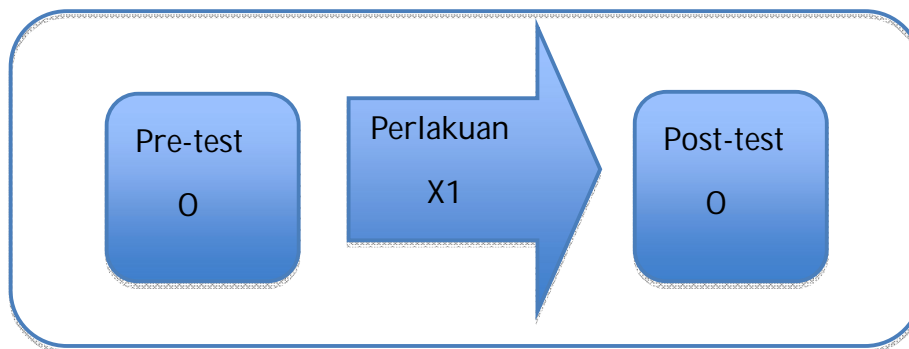 Pre-test
O
Perlakuan
X1
Post-test
O